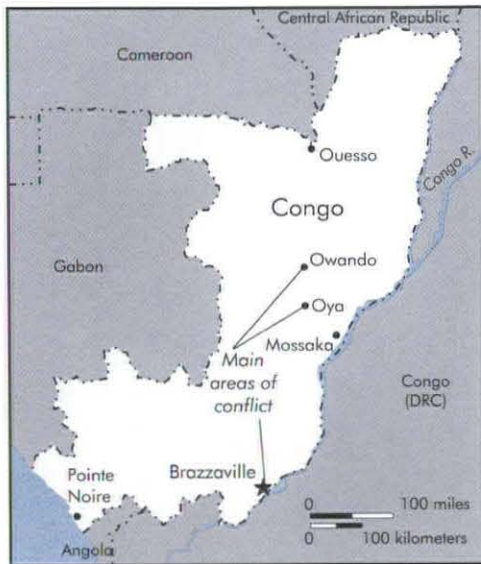 Central African Republic
Cameroon
Ouesso
Congo R.
Congo
Gabon
Owando
Oya
Mossaka
Main
areas of
conflict
Congo
(DRC)
Pointe
Noire
Brazzaville
0 100 miles
0 100 kilometers
Angola